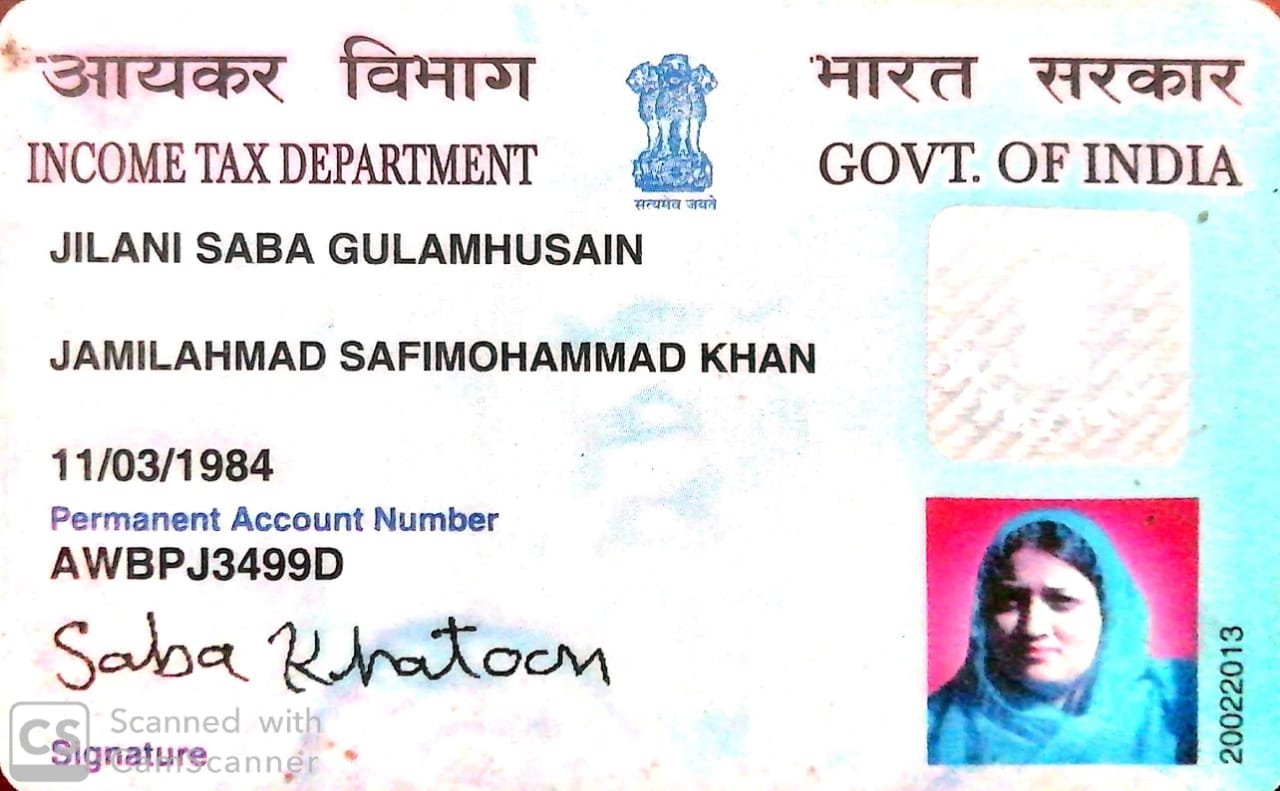 आयकर विभाग
INCOME TAX DEPARTMENT
सत्यमेव जयते
भारत सरकार
GOVT. OF INDIA
JILANI SABA GULAMHUSAIN
JAMILAHMAD SAFIMOHAMMAD KHAN
11/03/1984
Permanent Account Number
AWBPJ3499D
Saba Khatoon
Signature
20022013
CS
Scanned with
CamScanner